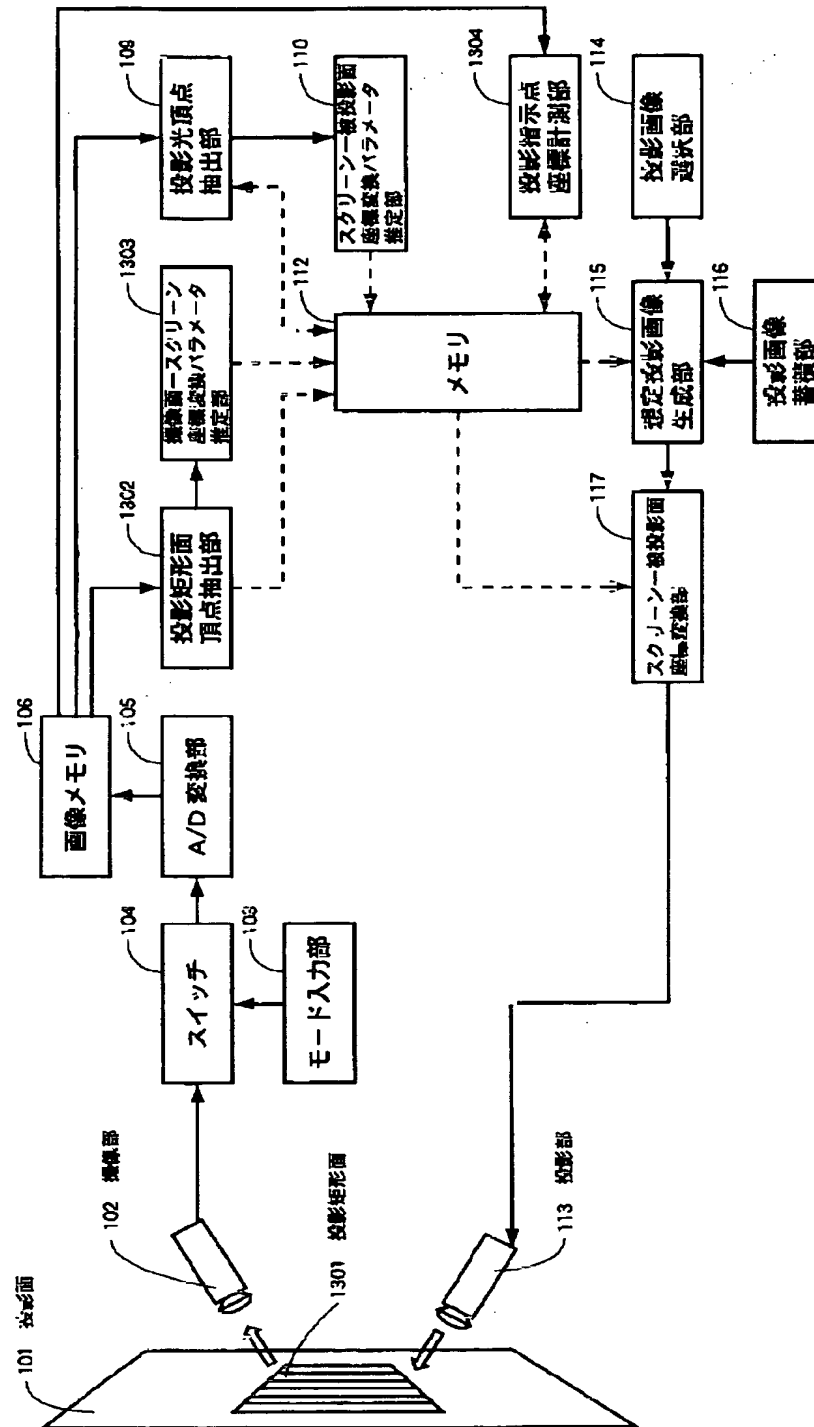 101 投影面
102 撮像部
1301 投影矩形面
113 投影部
104
スイッチ
103
モード入力部
105
A/D 変換部
106
画像メモリ
1302
投影矩形面
頂点抽出部
1303
撮像面ースクリーン
座標変換パラメータ
推定部
109
投影光頂点
抽出部
110
スクリーンー被投影面
座標変換パラメータ
推定部
112
メモリ
1304
投影指示点
座標計測部
114
投影画像
選択部
115
想定投影画像
生成部
116
投影画像
蓄積部
117
スクリーンー被投影面
座標変換部